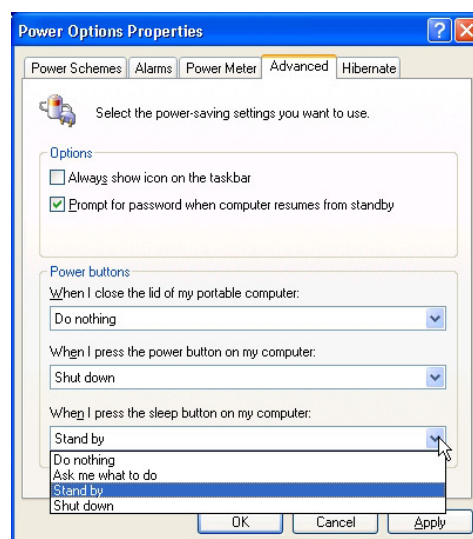 Power Options Properties
Power Schemes Alarms Power Meter Advanced Hibernate
Select the power-saving settings you want to use.
Options
Always show icon on the taskbar
Prompt for password when computer resumes from standby
Power buttons
When I close the lid of my portable computer:
Do nothing
When I press the power button on my computer:
Shut down
When I press the sleep button on my computer:
Stand by
Do nothing
Ask me what to do
Stand by
Shut down
OK Cancel Apply